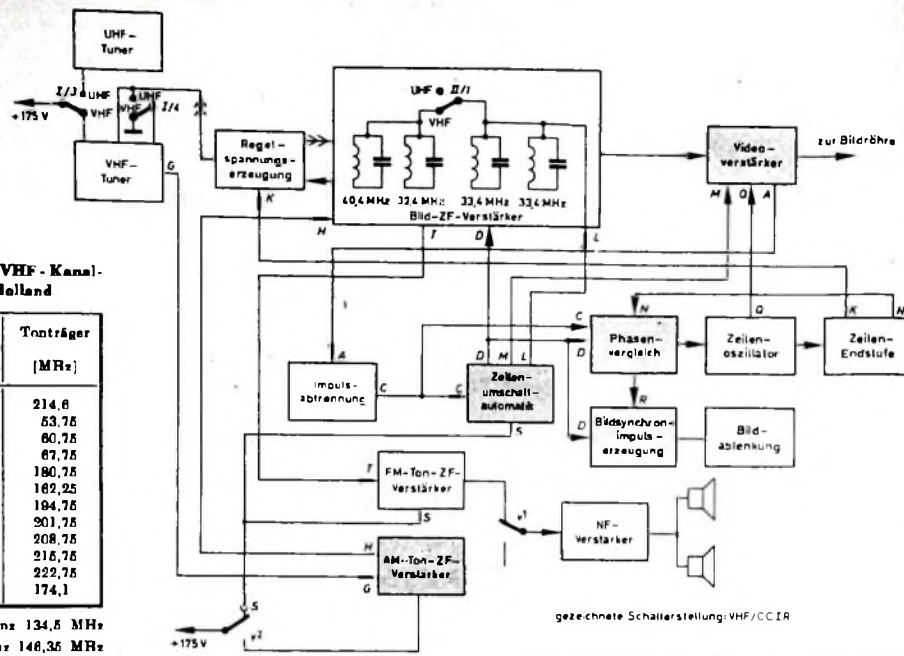 UHF-
Tuner
I/3
UHF
VHF
+175 V
UHF
VHF
I/4
VHF-
Tuner
G
Regel-
spannungs-
erzeugung
K
H
UHF
II/1
VHF
40,4 MHz
32,4 MHz
33,4 MHz
33,4 MHz
Bild-ZF-Verstärker
T
D
L
Video-
verstärker
zur Bildröhre
M
Q
A
VHF-Kanal-
Holland
Tonträger
[MHz]
214,6
53,75
60,75
67,75
180,75
162,25
194,75
201,75
208,75
215,75
222,75
174,1
nz 134,5 MHz
nz 146,35 MHz
A
Impuls-
abtrennung
C
C
D
M
L
Zeilen-
umschalt-
automatik
S
C
D
N
Phasen-
vergleich
Q
Zeilen-
oszillator
K
N
Zeilen-
Endstufe
R
D
Bildsynchron-
impuls-
erzeugung
Bild-
ablenkung
T
FM-Ton-ZF-
Verstärker
S
v1
NF-
Verstärker
H
G
AM-Ton-ZF-
Verstärker
S
v2
+175 V
gezeichnete Schalterstellung: VHF/CCIR